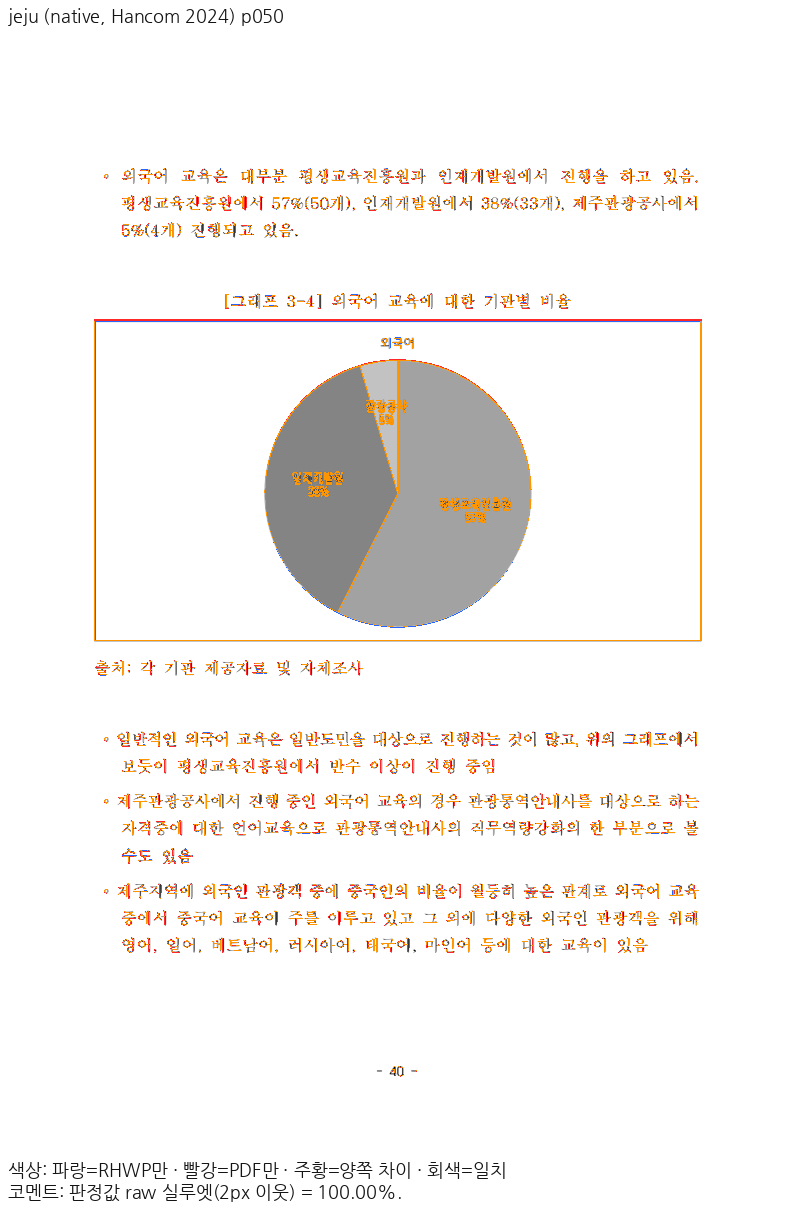 jeju (native, Hancom 2024) p050
◦ 외국어 교육은 대부분 평생교육진흥원과 인재개발원에서 진행을 하고 있음.
평생교육진흥원에서 57%(50개), 인재개발원에서 38%(33개), 제주관광공사에서
5%(4개) 진행되고 있음.
[그래프 3-4] 외국어 교육에 대한 기관별 비율
외국어
관광공사
5%
인재개발원
38%
평생교육진흥원
57%
출처: 각 기관 제공자료 및 자체조사
◦ 일반적인 외국어 교육은 일반도민을 대상으로 진행하는 것이 많고, 위의 그래프에서
보듯이 평생교육진흥원에서 반수 이상이 진행 중임
◦ 제주관광공사에서 진행 중인 외국어 교육의 경우 관광통역안내사를 대상으로 하는
자격증에 대한 언어교육으로 관광통역안내사의 직무역량강화의 한 부분으로 볼
수도 있음
◦ 제주지역에 외국인 관광객 중에 중국인의 비율이 월등히 높은 관계로 외국어 교육
중에서 중국어 교육이 주를 이루고 있고 그 외에 다양한 외국인 관광객을 위해
영어, 일어, 베트남어, 러시아어, 태국어, 마인어 등에 대한 교육이 있음
- 40 -
색상: 파랑=RHWP만 · 빨강=PDF만 · 주황=양쪽 차이 · 회색=일치
코멘트: 판정값 raw 실루엣(2px 이웃) = 100.00%.